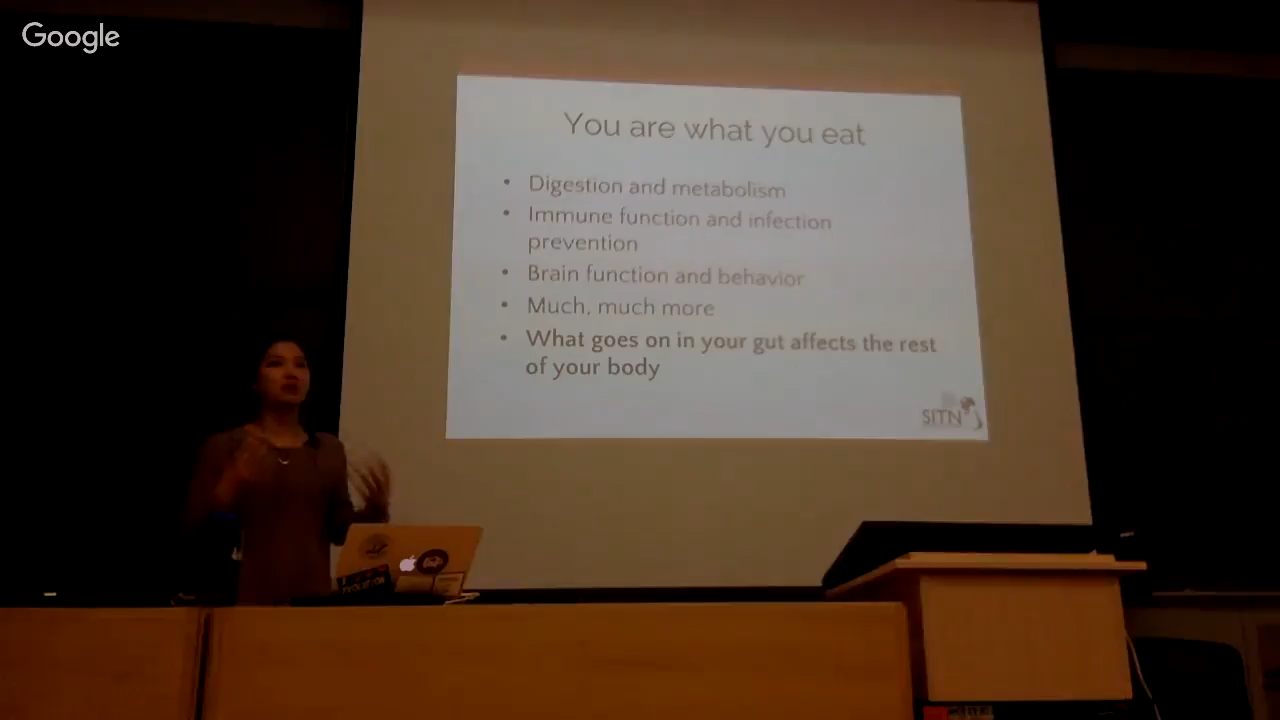 Google
You are what you eat
• Digestion and metabolism
• Immune function and infection
prevention
• Brain function and behavior
• Much, much more
• What goes on in your gut affects the rest
of your body
SITN
EVOLUTION